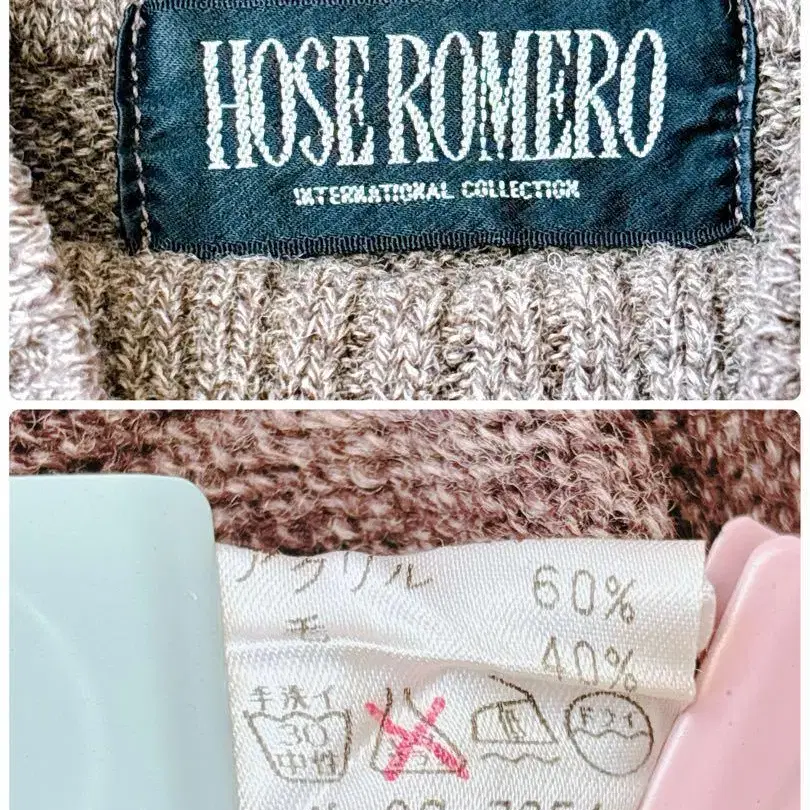 HOSE ROMERO
INTERNATIONAL COLLECTION
アクリル 60%
毛 40%
手洗イ
30
中性
ドライ